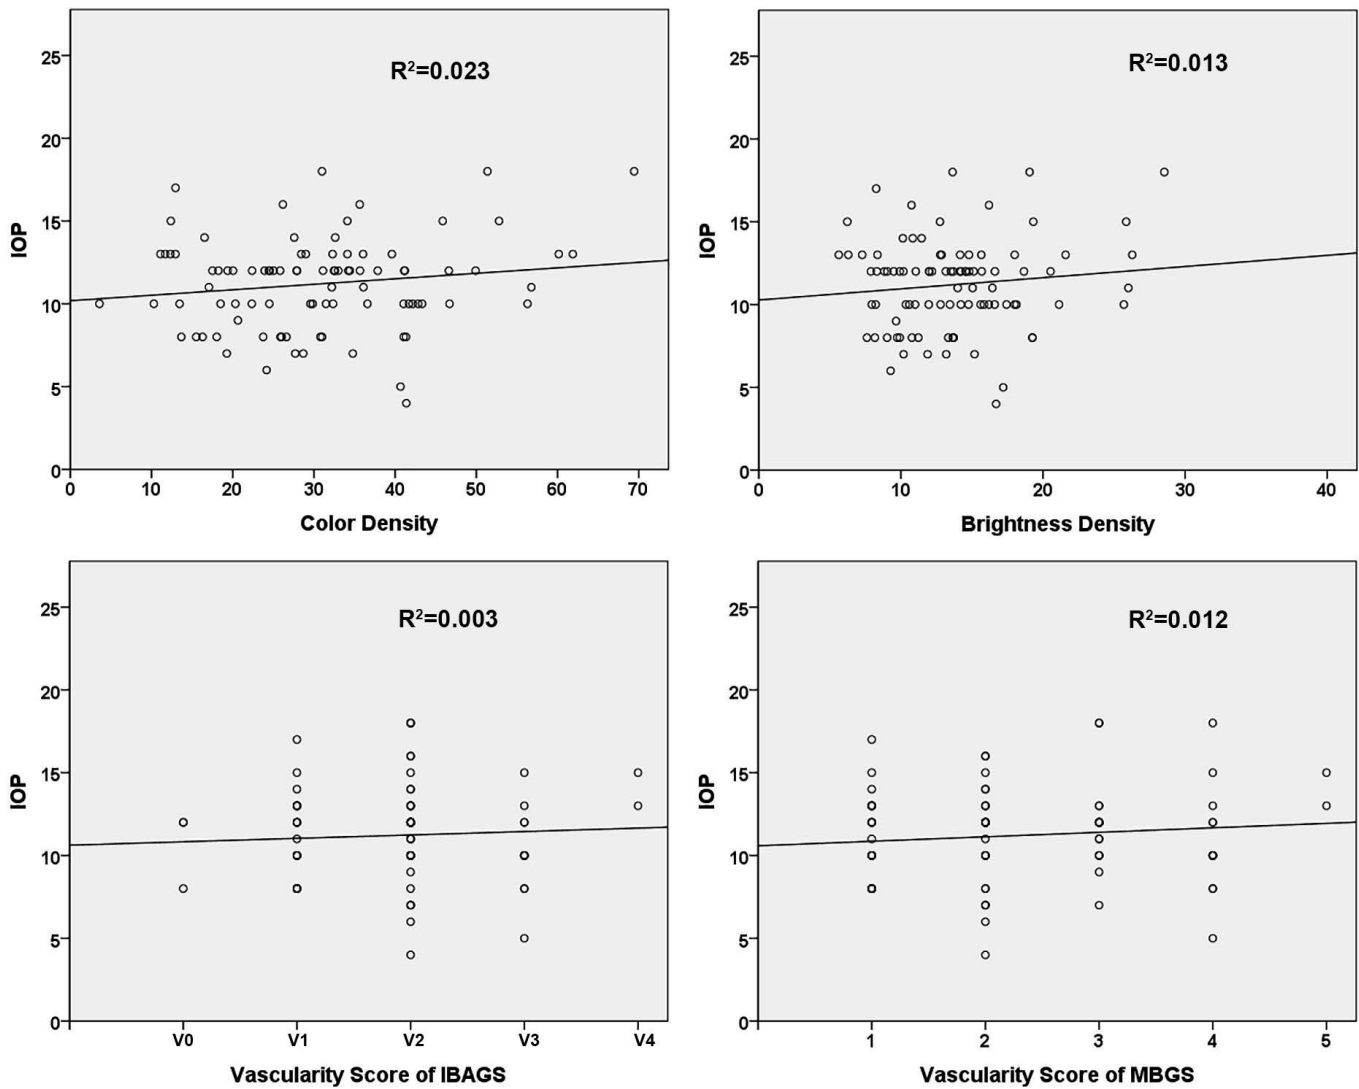 R²=0.023
IOP
25
20
15
10
5
0
0 10 20 30 40 50 60 70
Color Density
R²=0.013
IOP
25
20
15
10
5
0
0 10 20 30 40
Brightness Density
R²=0.003
IOP
25
20
15
10
5
0
V0 V1 V2 V3 V4
Vascularity Score of IBAGS
R²=0.012
IOP
25
20
15
10
5
0
1 2 3 4 5
Vascularity Score of MBGS